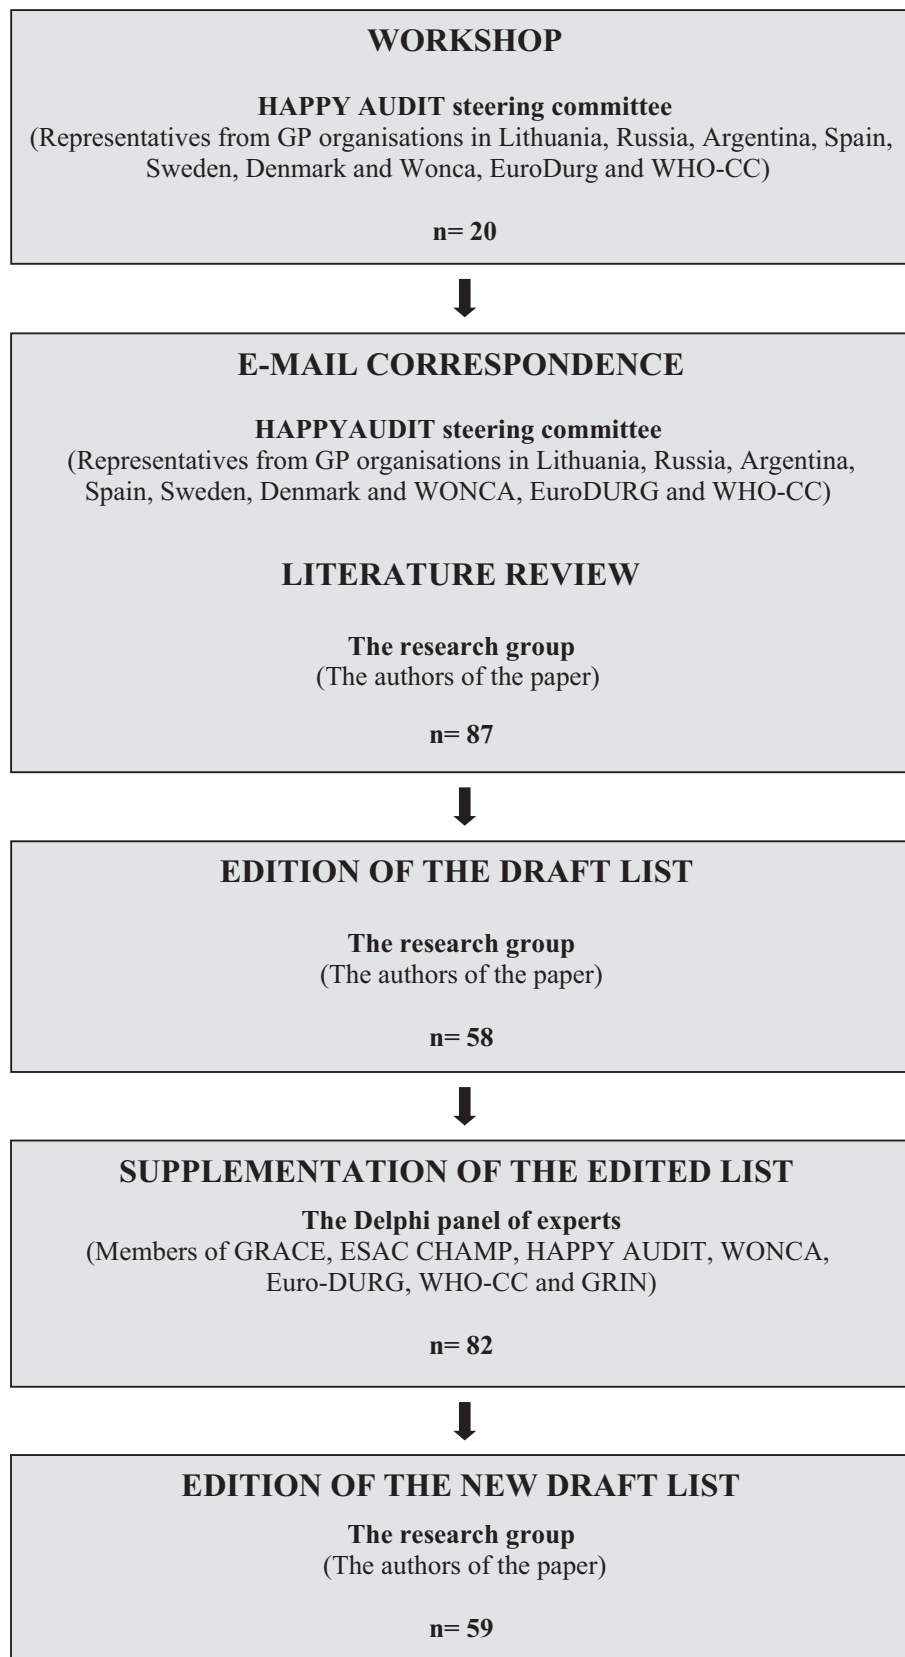 WORKSHOP
HAPPY AUDIT steering committee
(Representatives from GP organisations in Lithuania, Russia, Argentina, Spain,
Sweden, Denmark and Wonca, EuroDurg and WHO-CC)
n= 20
E-MAIL CORRESPONDENCE
HAPPYAUDIT steering committee
(Representatives from GP organisations in Lithuania, Russia, Argentina,
Spain, Sweden, Denmark and WONCA, EuroDURG and WHO-CC)
LITERATURE REVIEW
The research group
(The authors of the paper)
n= 87
EDITION OF THE DRAFT LIST
The research group
(The authors of the paper)
n= 58
SUPPLEMENTATION OF THE EDITED LIST
The Delphi panel of experts
(Members of GRACE, ESAC CHAMP, HAPPY AUDIT, WONCA,
Euro-DURG, WHO-CC and GRIN)
n= 82
EDITION OF THE NEW DRAFT LIST
The research group
(The authors of the paper)
n= 59